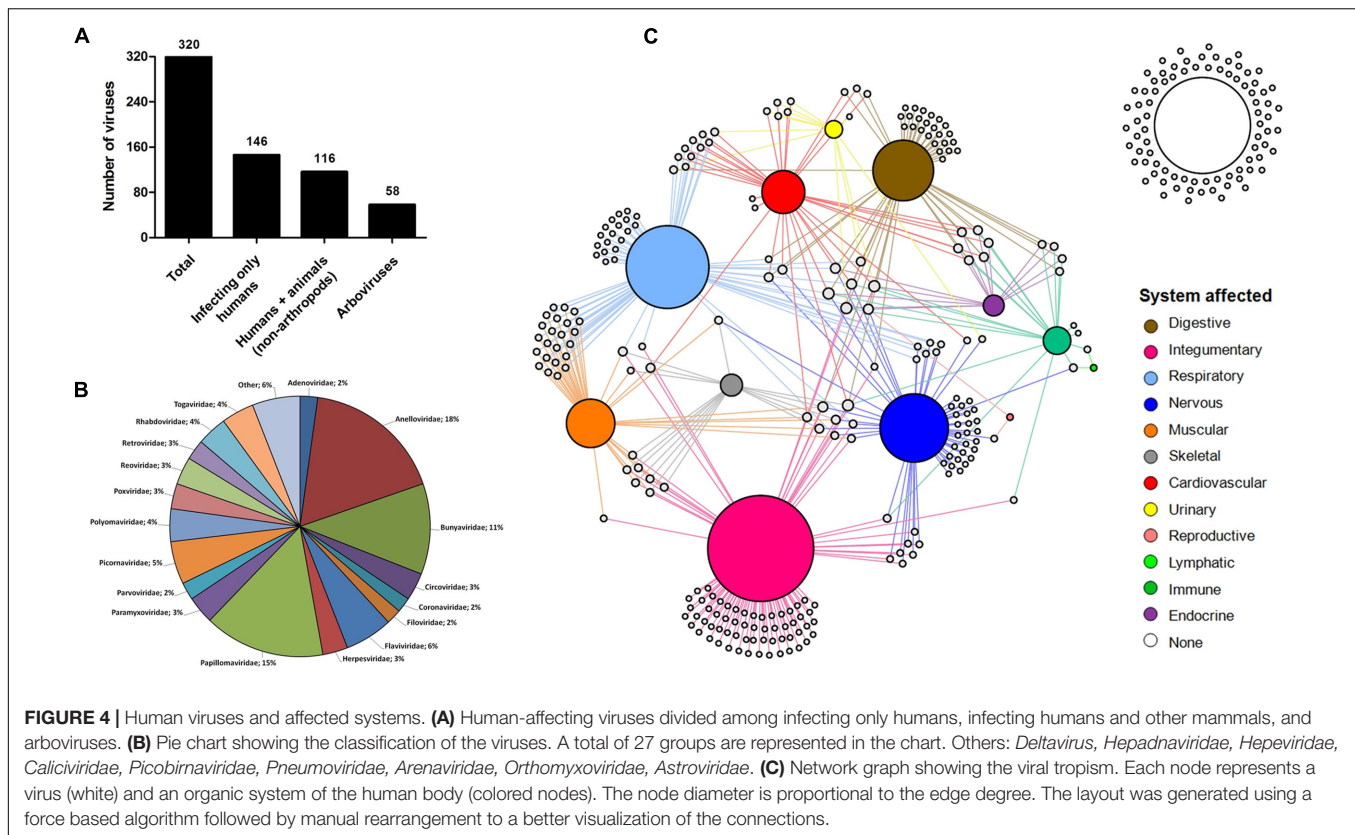 A
320
320
240
160
80
0
Number of viruses
146
116
58
Total
Infecting only
humans
Humans + animals
(non-arthropods)
Arboviruses
B
Other; 6%
Adenoviridae; 2%
Togaviridae; 4%
Anelloviridae; 18%
Rhabdoviridae; 4%
Retroviridae; 3%
Reoviridae; 3%
Poxviridae; 3%
Polyomaviridae; 4%
Bunyaviridae; 11%
Picornaviridae; 5%
Circoviridae; 3%
Parvoviridae; 2%
Coronaviridae; 2%
Paramyxoviridae; 3%
Filoviridae; 2%
Flaviviridae; 6%
Papillomaviridae; 15%
Herpesviridae; 3%
C
System affected
Digestive
Integumentary
Respiratory
Nervous
Muscular
Skeletal
Cardiovascular
Urinary
Reproductive
Lymphatic
Immune
Endocrine
None
FIGURE 4 | Human viruses and affected systems. (A) Human-affecting viruses divided among infecting only humans, infecting humans and other mammals, and
arboviruses. (B) Pie chart showing the classification of the viruses. A total of 27 groups are represented in the chart. Others: Deltavirus, Hepadnaviridae, Hepeviridae,
Caliciviridae, Picobirnaviridae, Pneumoviridae, Arenaviridae, Orthomyxoviridae, Astroviridae. (C) Network graph showing the viral tropism. Each node represents a
virus (white) and an organic system of the human body (colored nodes). The node diameter is proportional to the edge degree. The layout was generated using a
force based algorithm followed by manual rearrangement to a better visualization of the connections.